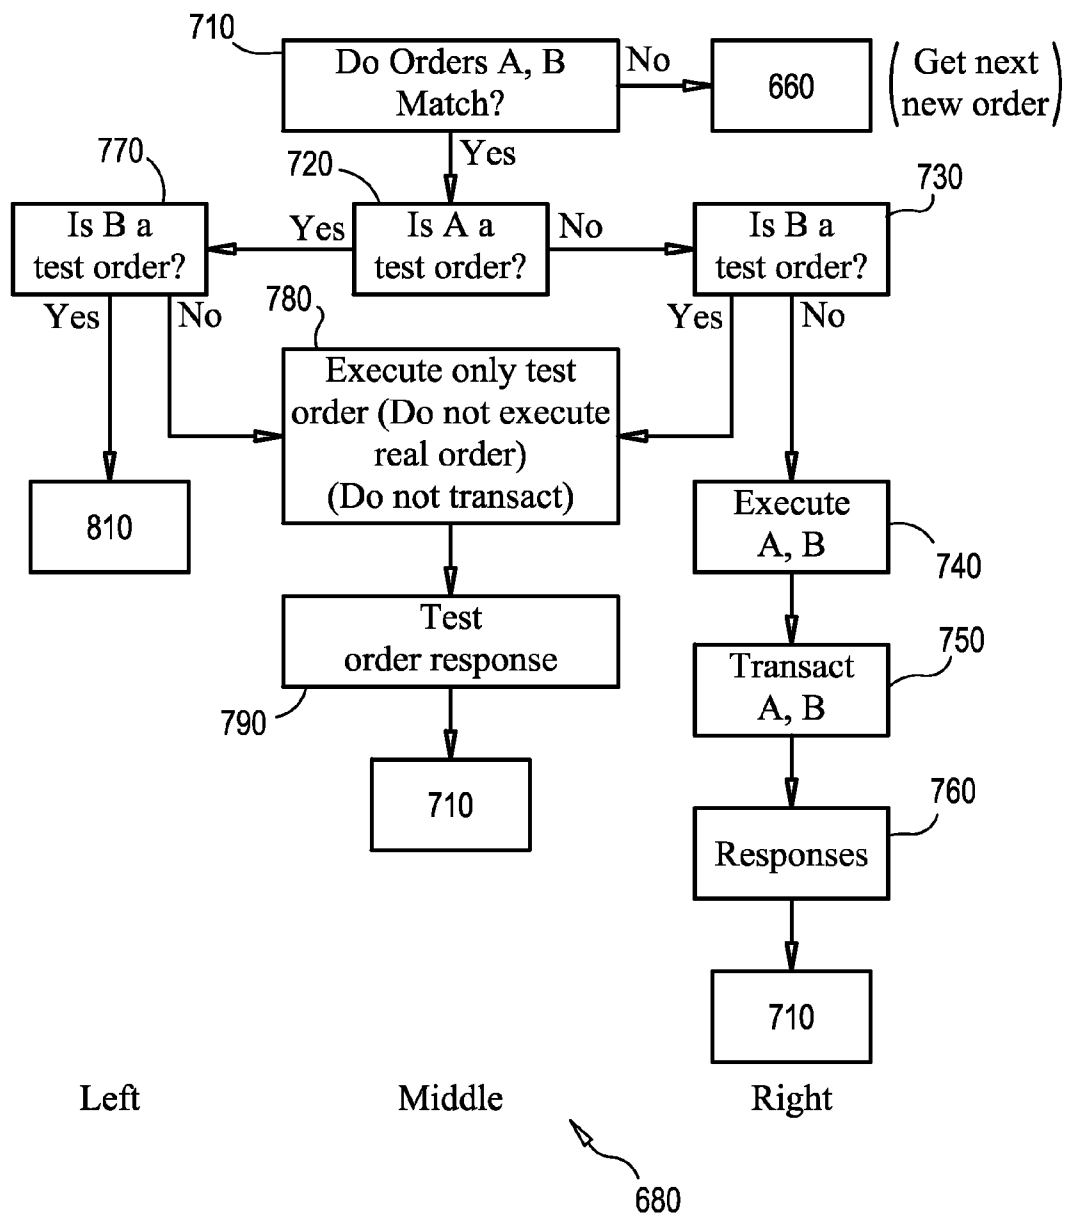 710
Do Orders A, B
Match?
No
660
(Get next
new order)
Yes
770
720
730
Is B a
test order?
Yes
Is A a
test order?
No
Is B a
test order?
Yes
No
780
Yes
No
Execute only test
order (Do not execute
real order)
(Do not transact)
810
Execute
A, B
740
Test
order response
790
Transact
A, B
750
710
760
Responses
710
Left
Middle
Right
680